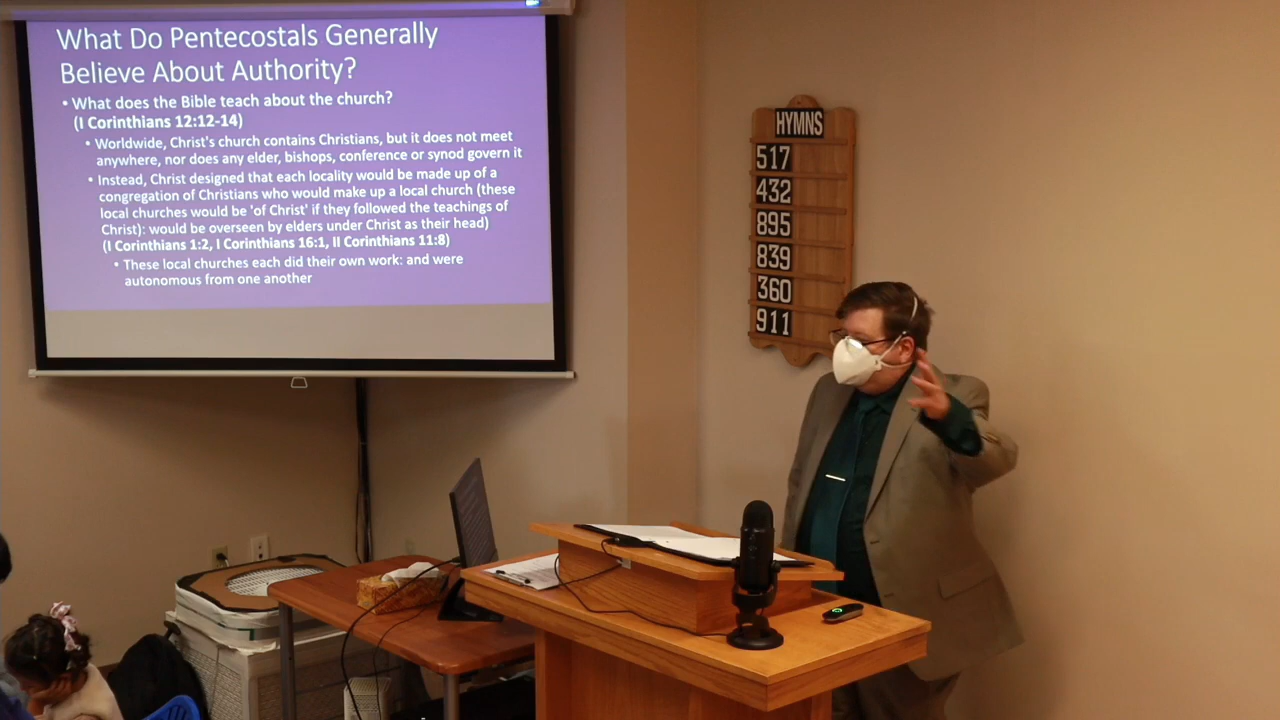 What Do Pentecostals Generally
Believe About Authority?
• What does the Bible teach about the church?
(I Corinthians 12:12-14)
• Worldwide, Christ's church contains Christians, but it does not meet
anywhere, nor does any elder, bishops, conference or synod govern it
• Instead, Christ designed that each locality would be made up of a
congregation of Christians who would make up a local church (these
local churches would be 'of Christ' if they followed the teachings of
Christ): would be overseen by elders under Christ as their head)
(I Corinthians 1:2, I Corinthians 16:1, II Corinthians 11:8)
• These local churches each did their own work: and were
autonomous from one another
HYMNS
517
432
895
839
360
911